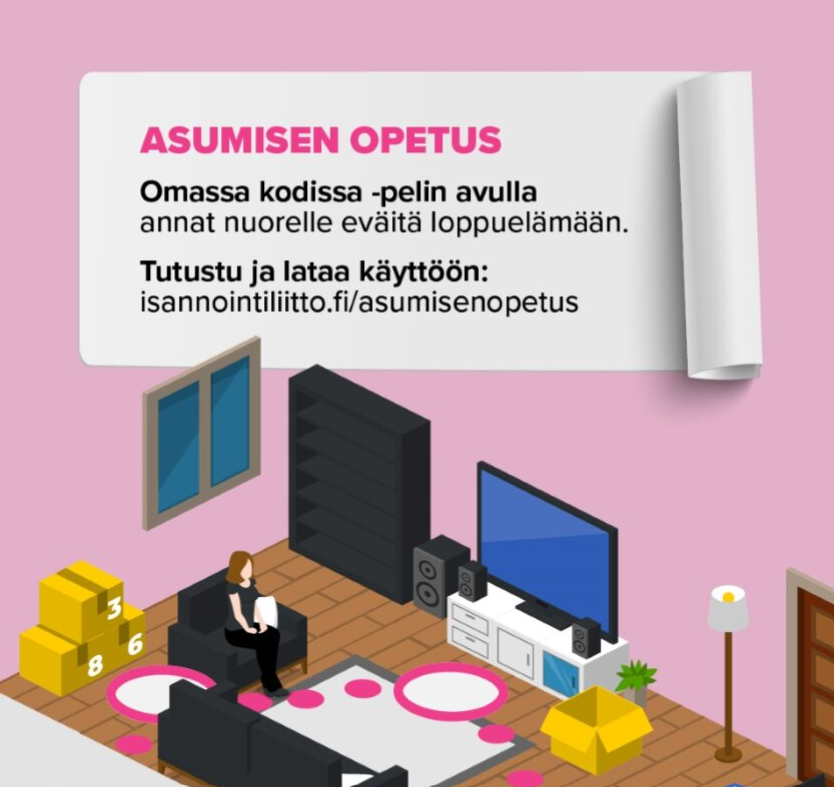 ASUMISEN OPETUS
Omassa kodissa -pelin avulla
annat nuorelle eväitä loppuelämään.
Tutustu ja lataa käyttöön:
isannointiliitto.fi/asumisenopetus
3
8 6